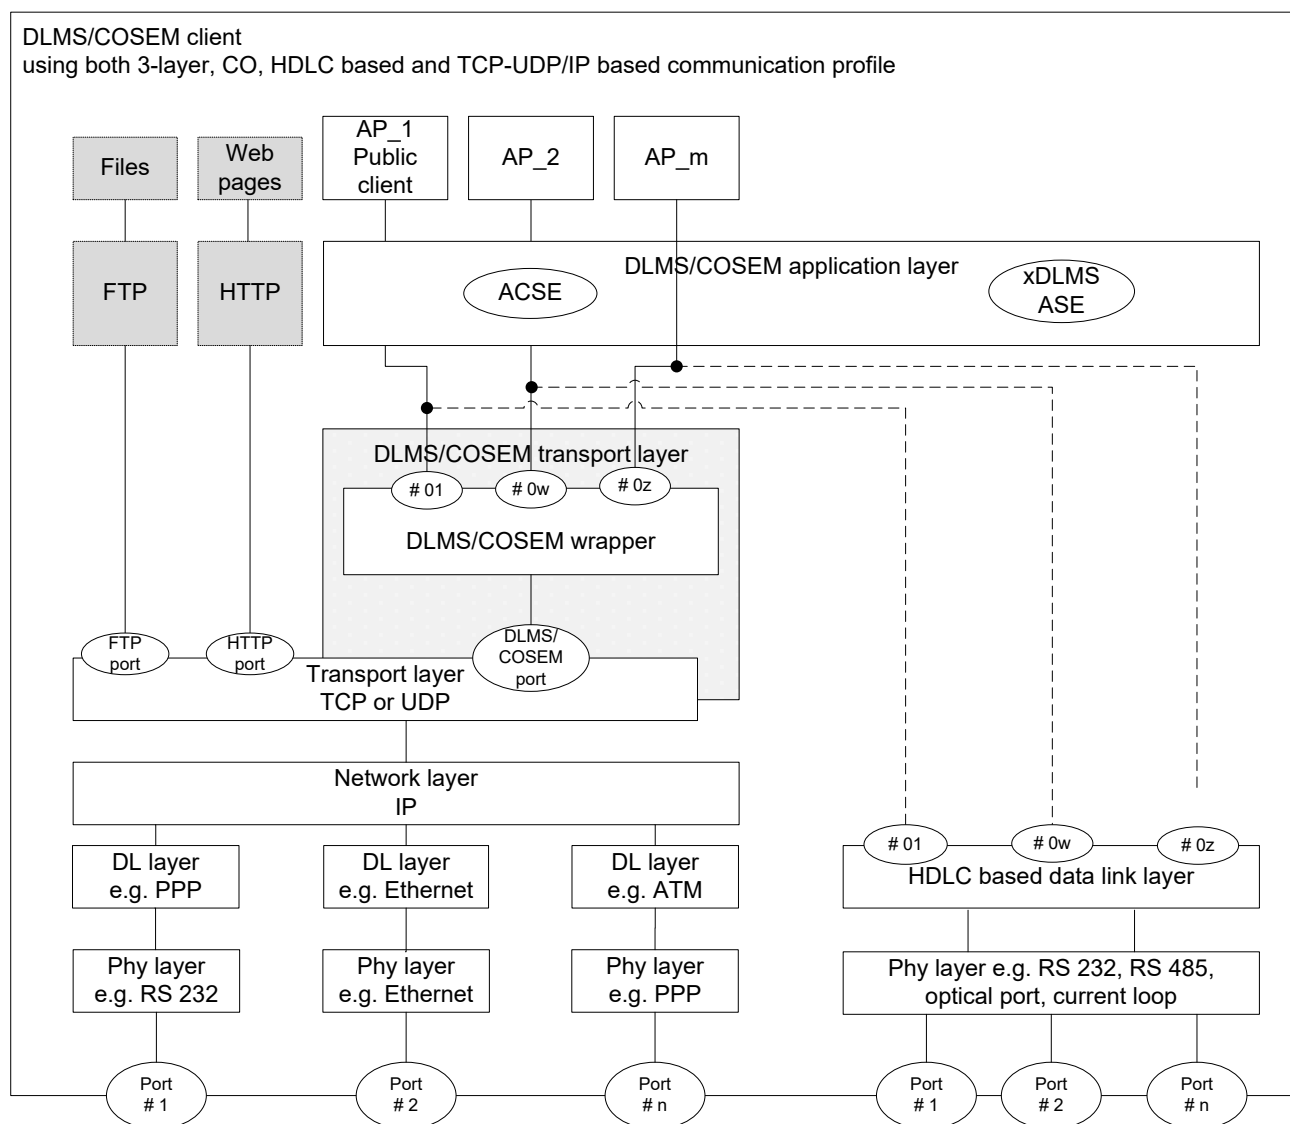 DLMS/COSEM client
using both 3-layer, CO, HDLC based and TCP-UDP/IP based communication profile
Files
Web
pages
AP_1
Public
client
AP_2
AP_m
FTP
HTTP
DLMS/COSEM application layer
ACSE
xDLMS
ASE
DLMS/COSEM transport layer
# 01
# 0w
# 0z
DLMS/COSEM wrapper
FTP
port
HTTP
port
DLMS/
COSEM
port
Transport layer
TCP or UDP
Network layer
IP
DL layer
e.g. PPP
DL layer
e.g. Ethernet
DL layer
e.g. ATM
# 01
# 0w
# 0z
HDLC based data link layer
Phy layer
e.g. RS 232
Phy layer
e.g. Ethernet
Phy layer
e.g. PPP
Phy layer e.g. RS 232, RS 485,
optical port, current loop
Port
# 1
Port
# 2
Port
# n
Port
# 1
Port
# 2
Port
# n